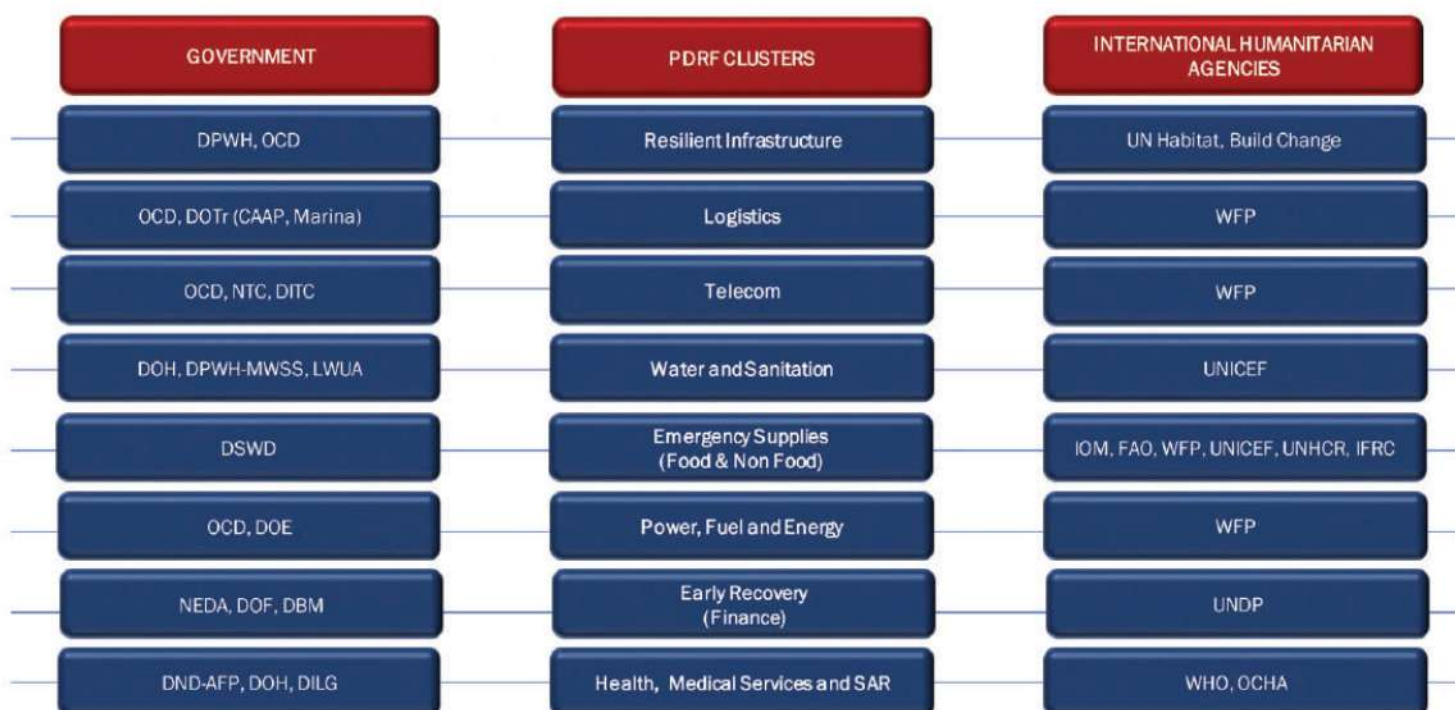 GOVERNMENT
PDRF CLUSTERS
INTERNATIONAL HUMANITARIAN
AGENCIES
DPWH, OCD
Resilient Infrastructure
UN Habitat, Build Change
OCD, DOTr (CAAP, Marina)
Logistics
WFP
OCD, NTC, DITC
Telecom
WFP
DOH, DPWH-MWSS, LWUA
Water and Sanitation
UNICEF
DSWD
Emergency Supplies
(Food & Non Food)
IOM, FAO, WFP, UNICEF, UNHCR, IFRC
OCD, DOE
Power, Fuel and Energy
WFP
NEDA, DOF, DBM
Early Recovery
(Finance)
UNDP
DND-AFP, DOH, DILG
Health, Medical Services and SAR
WHO, OCHA